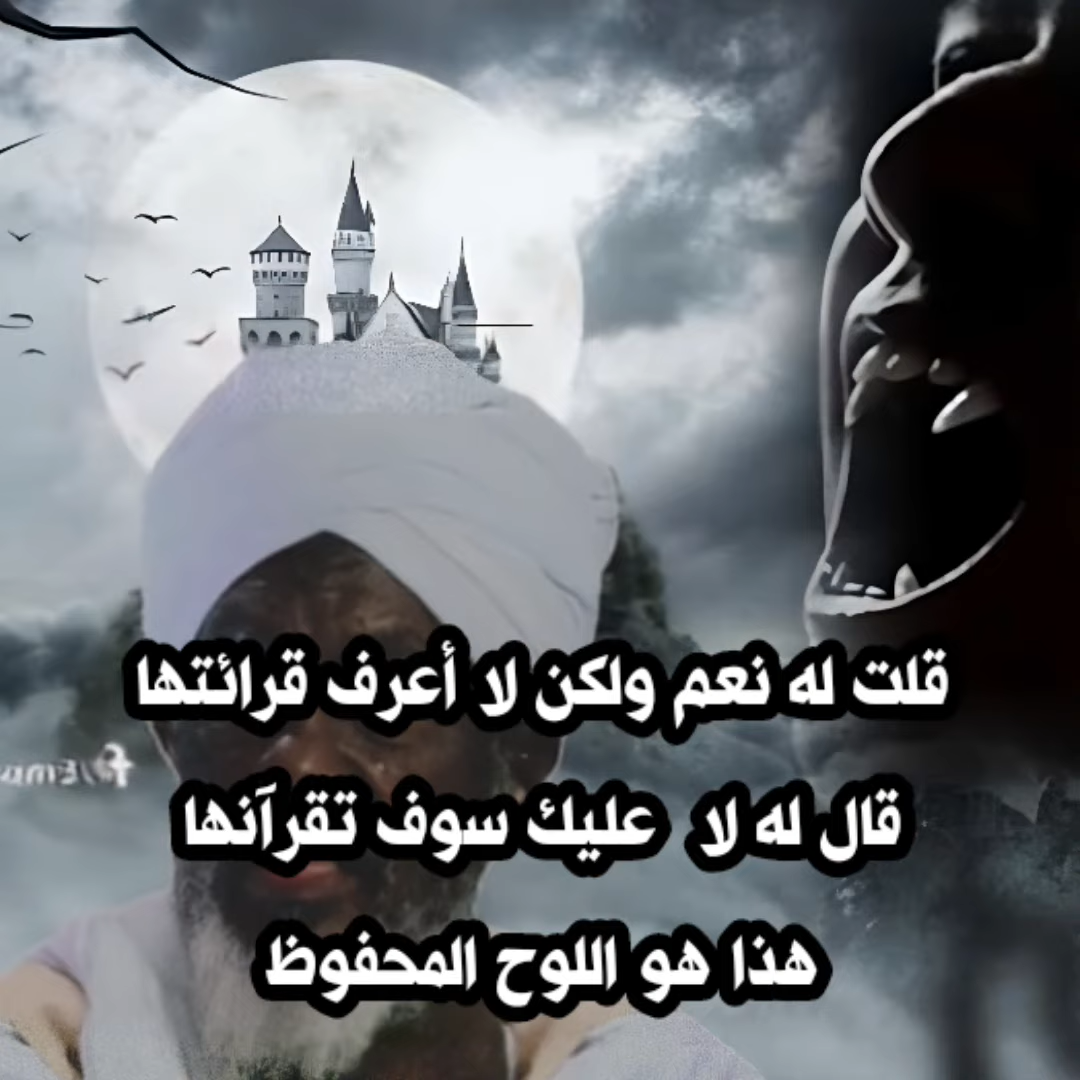 قلت له نعم ولكن لا أعرف قرائتها
قال له لا عليك سوف تقرآنها
هذا هو اللوح المحفوظ